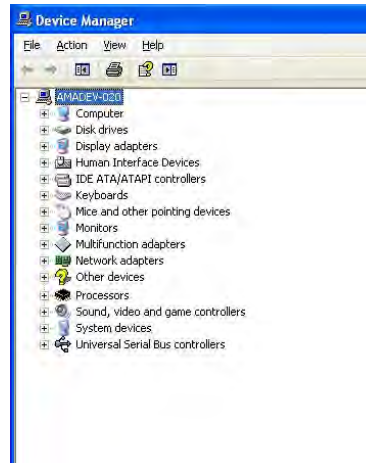 Device Manager
File Action View Help
AMADEV-020
Computer
Disk drives
Display adapters
Human Interface Devices
IDE ATA/ATAPI controllers
Keyboards
Mice and other pointing devices
Monitors
Multifunction adapters
Network adapters
Other devices
Processors
Sound, video and game controllers
System devices
Universal Serial Bus controllers